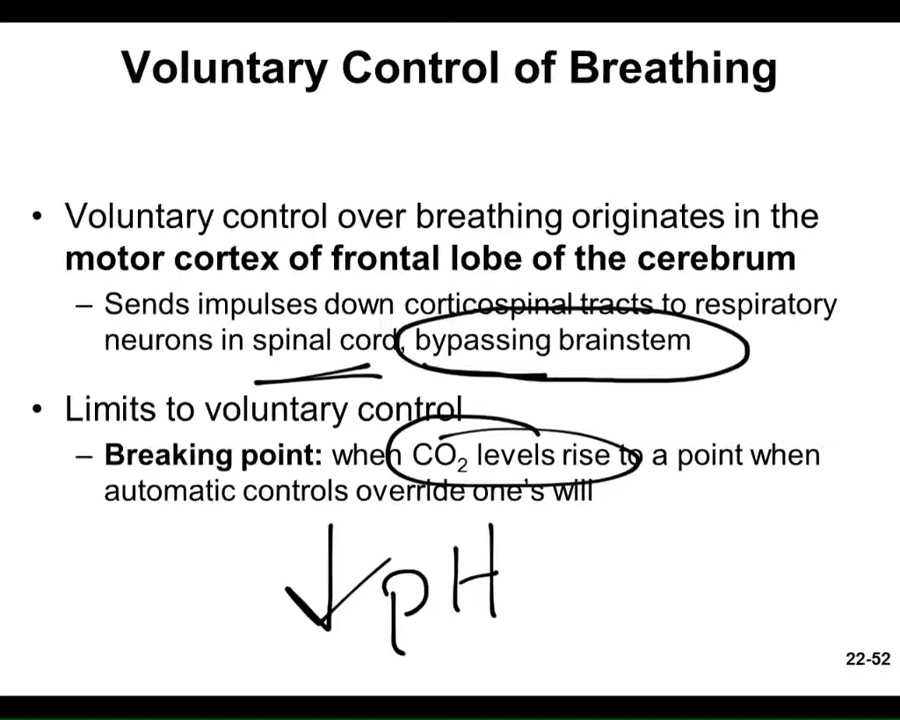 Voluntary Control of Breathing
• Voluntary control over breathing originates in the
motor cortex of frontal lobe of the cerebrum
– Sends impulses down corticospinal tracts to respiratory
neurons in spinal cord, bypassing brainstem
• Limits to voluntary control
– Breaking point: when CO₂ levels rise to a point when
automatic controls override one's will
↓ pH
22-52